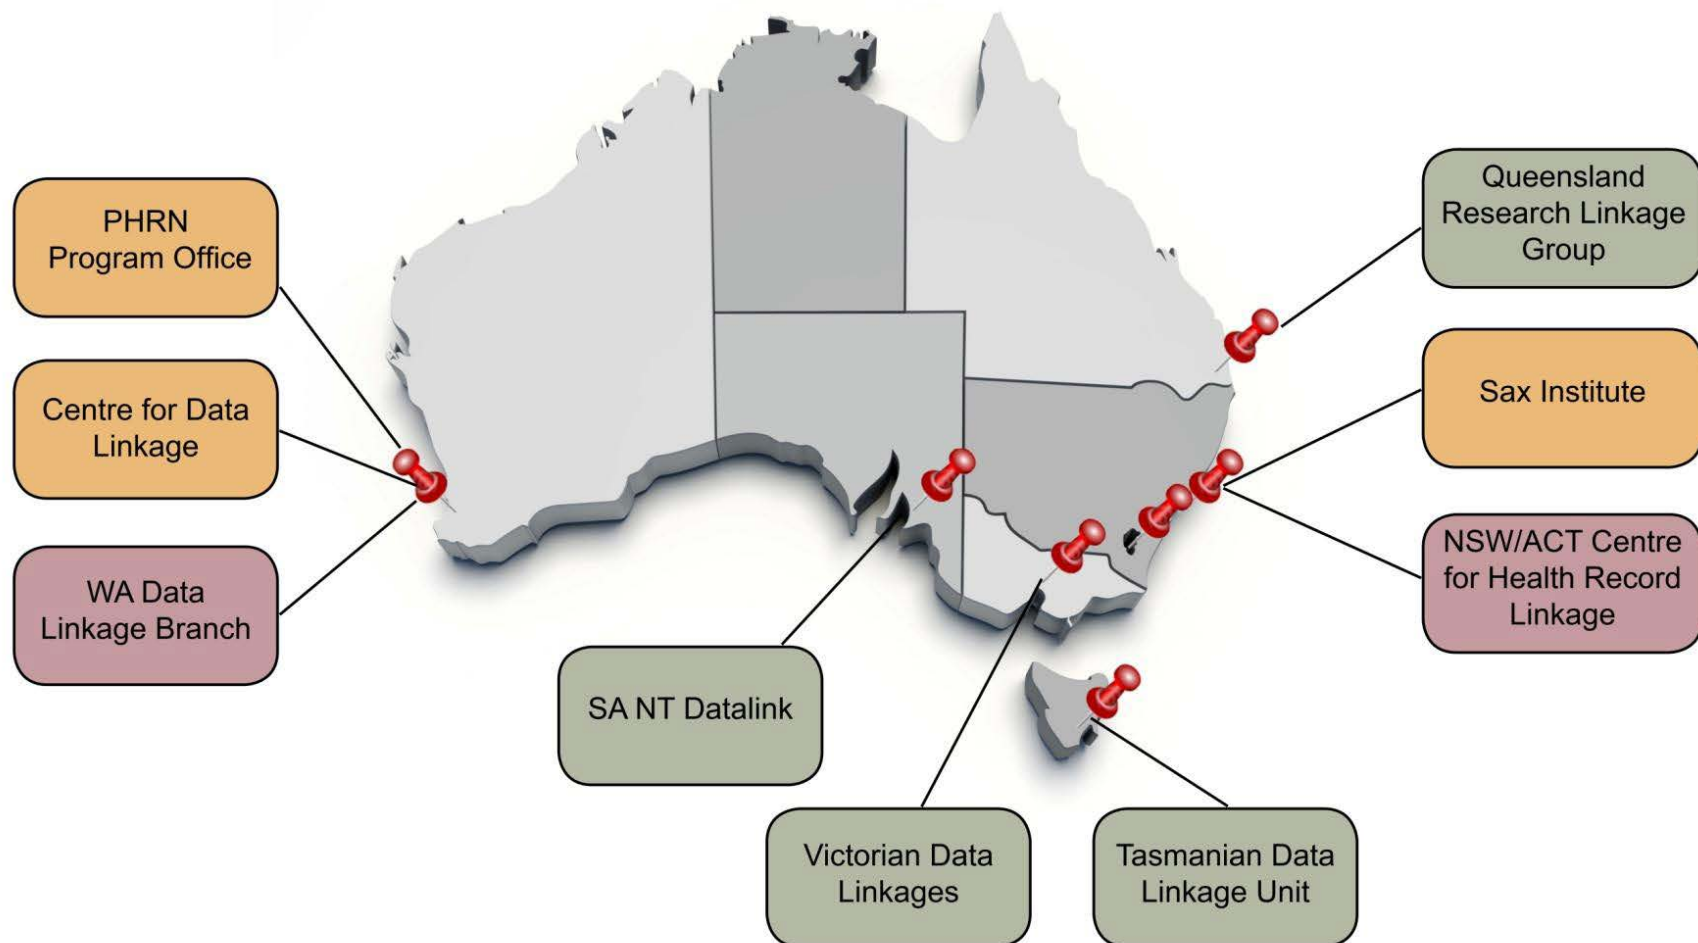 PHRN
Program Office
Centre for Data
Linkage
WA Data
Linkage Branch
SA NT Datalink
Victorian Data
Linkages
Tasmanian Data
Linkage Unit
Queensland
Research Linkage
Group
Sax Institute
NSW/ACT Centre
for Health Record
Linkage